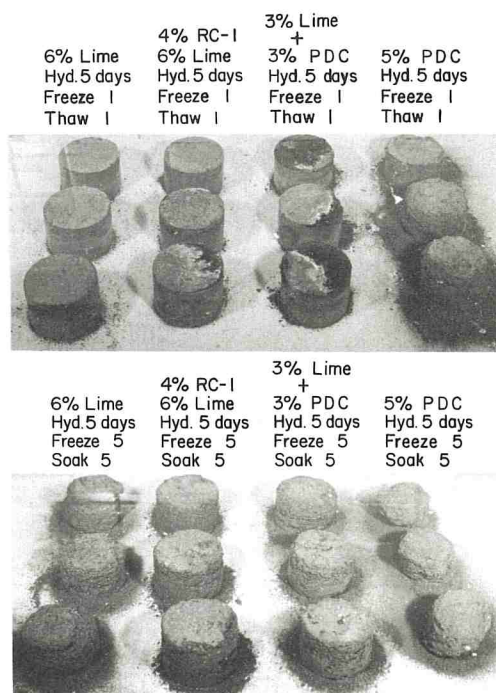 6% Lime
Hyd. 5 days
Freeze 1
Thaw 1
4% RC-1
6% Lime
Hyd. 5 days
Freeze 1
Thaw 1
3% Lime
+
3% PDC
Hyd. 5 days
Freeze 1
Thaw 1
5% PDC
Hyd. 5 days
Freeze 1
Thaw 1
6% Lime
Hyd. 5 days
Freeze 5
Soak 5
4% RC-1
6% Lime
Hyd. 5 days
Freeze 5
Soak 5
3% Lime
+
3% PDC
Hyd. 5 days
Freeze 5
Soak 5
5% PDC
Hyd. 5 days
Freeze 5
Soak 5